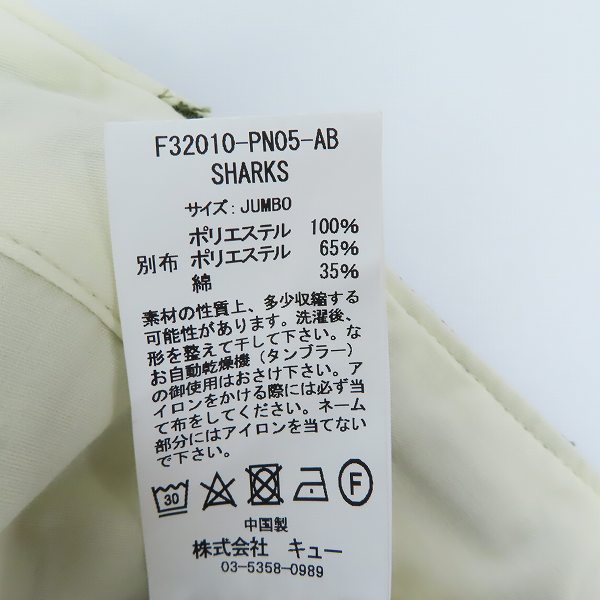 F32010-PN05-AB
SHARKS
サイズ：JUMBO
ポリエステル 100%
別布 ポリエステル 65%
綿 35%
素材の性質上、多少収縮する
可能性があります。洗濯後、
形を整えて干して下さい。な
お自動乾燥機（タンブラー）
の御使用はおさけ下さい。ア
イロンをかける際には必ず当
て布をしてください。ネーム
部分にはアイロンを当てない
で下さい。
30 F
中国製
株式会社 キュー
03-5358-0989